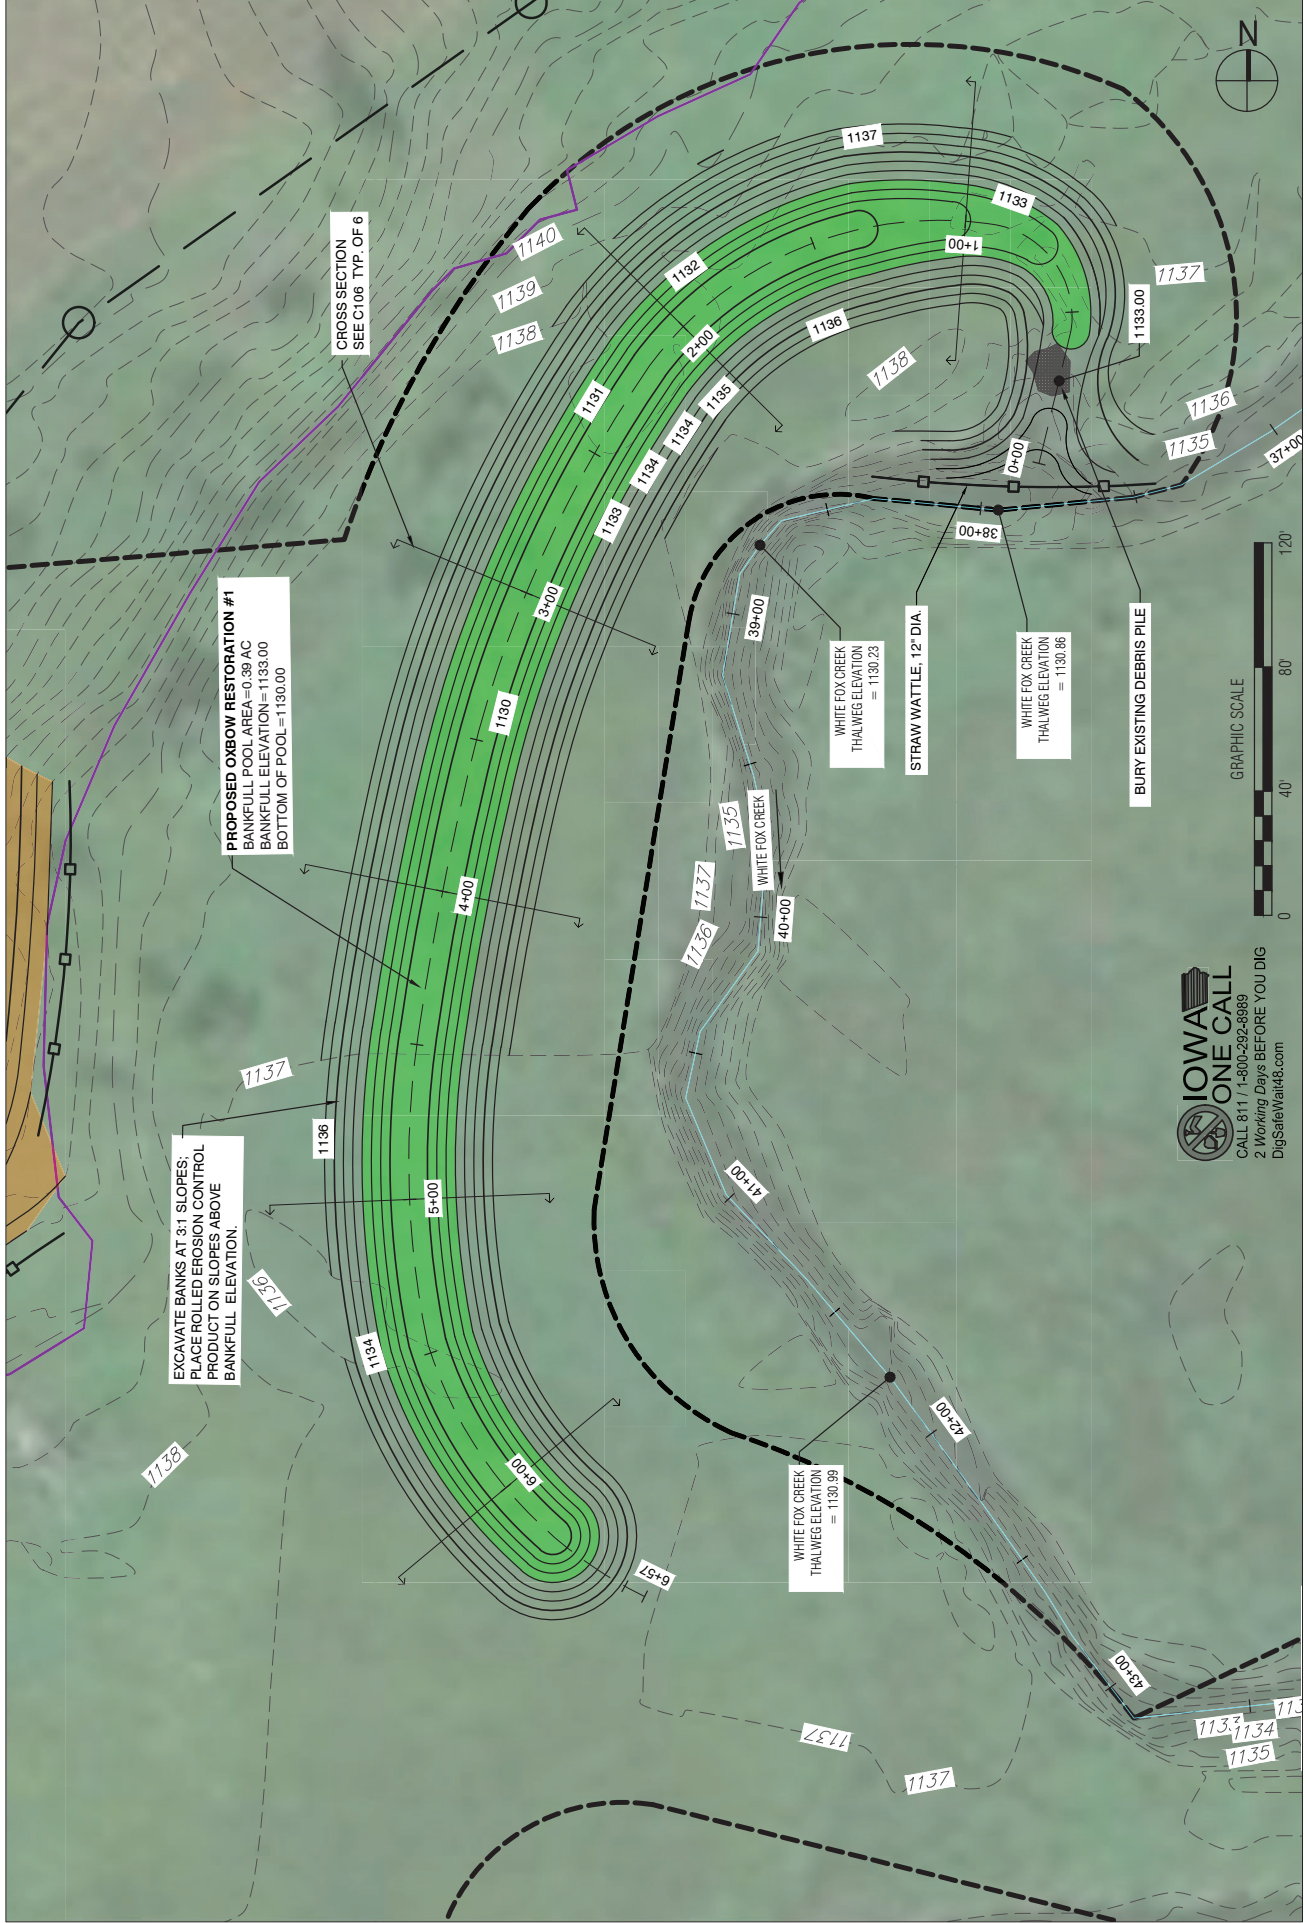 N
CROSS SECTION
SEE C106 TYP. OF 6
PROPOSED OXBOW RESTORATION #1
BANKFULL POOL AREA=0.39 AC
BANKFULL ELEVATION=1133.00
BOTTOM OF POOL=1130.00
EXCAVATE BANKS AT 3:1 SLOPES;
PLACE ROLLED EROSION CONTROL
PRODUCT ON SLOPES ABOVE
BANKFULL ELEVATION.
1138
1136
1137
1136
1134
6+57
6+00
5+00
4+00
1130
3+00
1133
1134
1134
1135
1131
2+00
1132
1138
1139
1140
1136
1138
1137
1133
1+00
1137
1133.00
1136
1135
0+00
37+00
38+00
39+00
1135
WHITE FOX CREEK
40+00
1137
1136
41+00
42+00
43+00
1137
1137
1134
1135
WHITE FOX CREEK
THALWEG ELEVATION
= 1130.99
WHITE FOX CREEK
THALWEG ELEVATION
= 1130.23
STRAW WATTLE, 12" DIA.
WHITE FOX CREEK
THALWEG ELEVATION
= 1130.86
BURY EXISTING DEBRIS PILE
GRAPHIC SCALE
0 40' 80' 120'
IOWA
ONE CALL
CALL 811 / 1-800-292-8989
2 Working Days BEFORE YOU DIG
DigSafeWait48.com